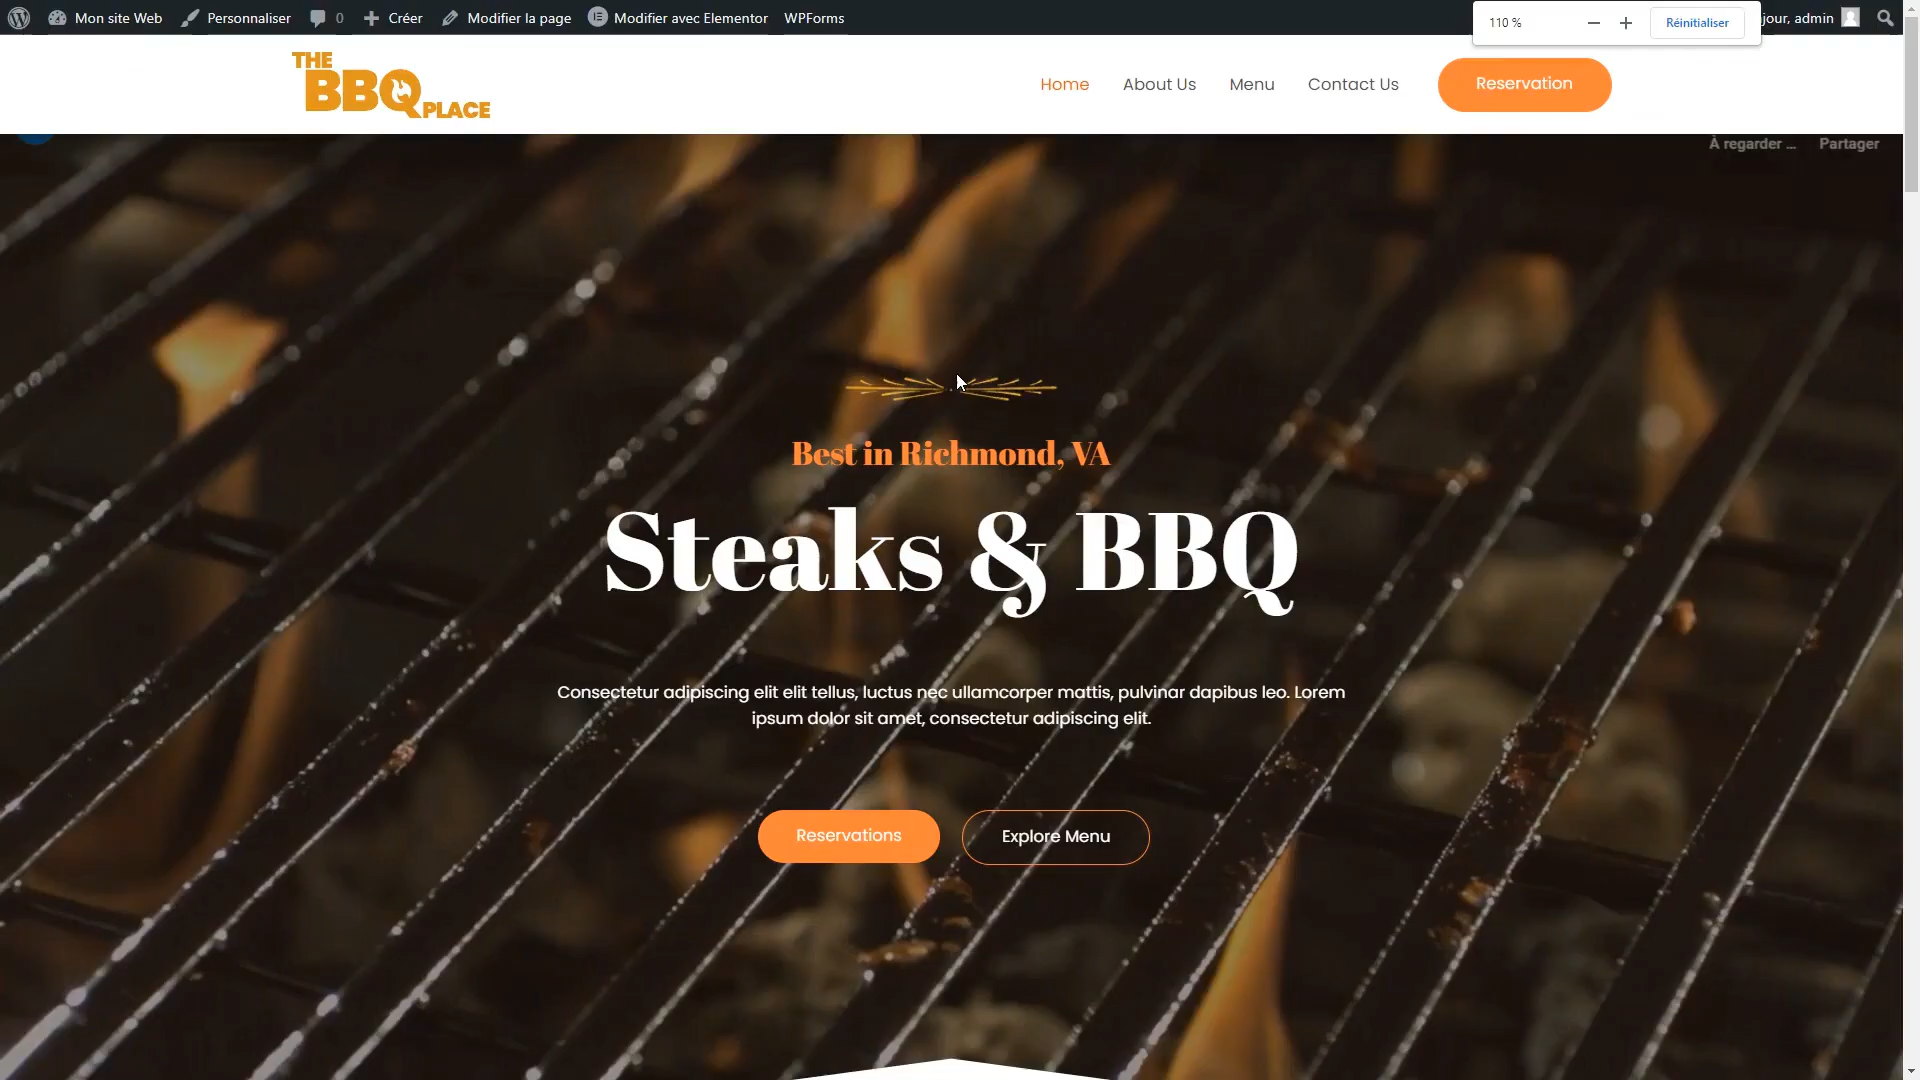 Mon site Web Personnaliser 0 Créer Modifier la page Modifier avec Elementor WPForms 110 % Réinitialiser jour, admin
THE BBQ PLACE
Home About Us Menu Contact Us Reservation
À regarder ... Partager
Best in Richmond, VA
Steaks & BBQ
Consectetur adipiscing elit elit tellus, luctus nec ullamcorper mattis, pulvinar dapibus leo. Lorem
ipsum dolor sit amet, consectetur adipiscing elit.
Reservations Explore Menu